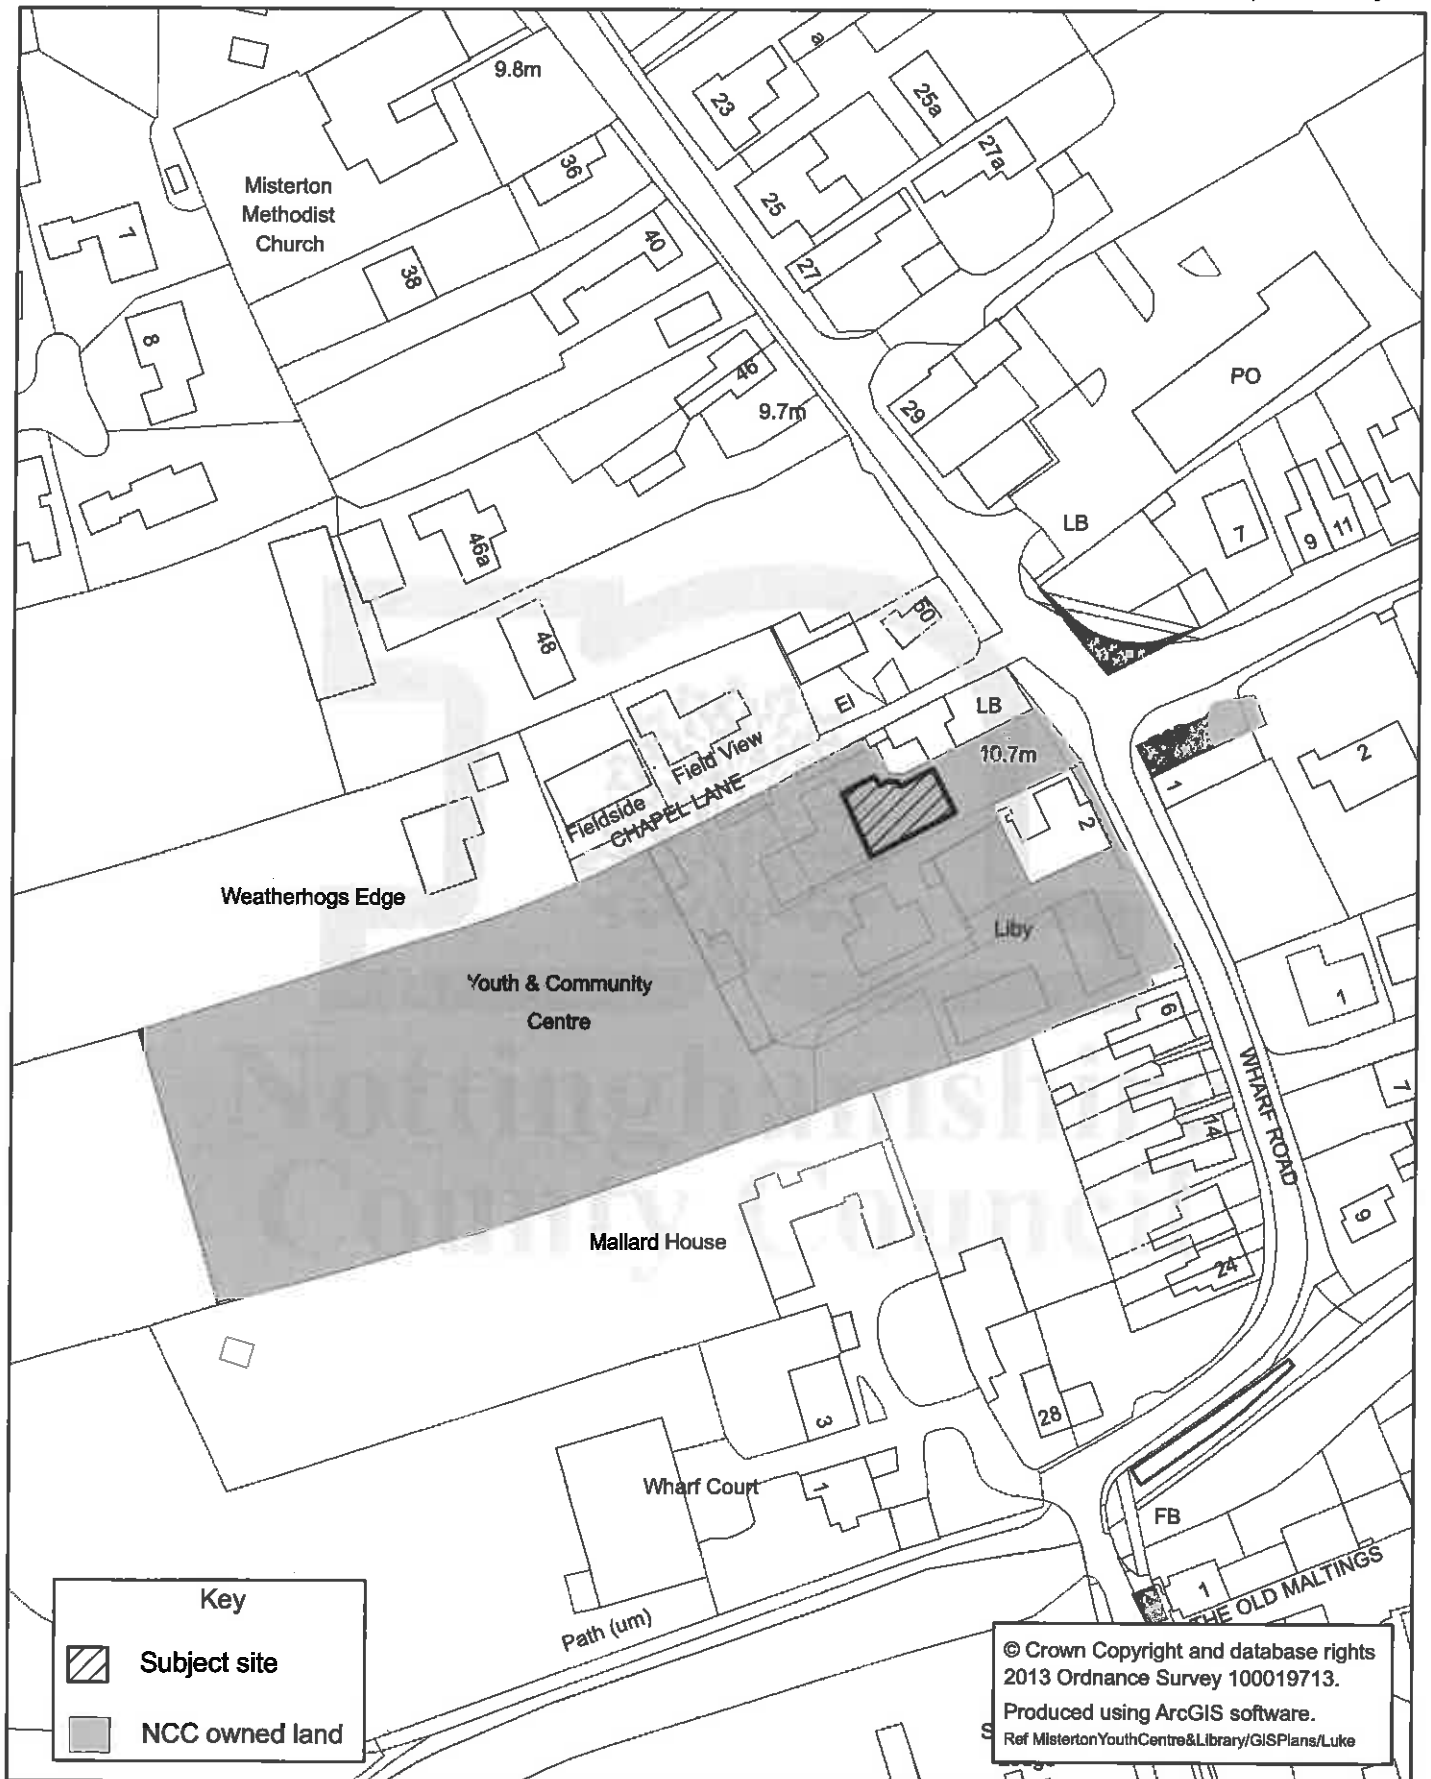 9.8m
23
a
25a
27a
36
25
Misterton
Methodist
Church
7
40
27
38
8
46
PO
9.7m
29
LB
7
9
11
46a
48
50
El
LB
10.7m
2
1
Field View
Fieldside
CHAPEL LANE
2
Weatherhogs Edge
Liby
Youth & Community
Centre
6
1
WHARF ROAD
7
14
Nottinghamshire
County Council
Mallard House
9
24
3
28
Wharf Court
1
FB
1
THE OLD MALTINGS
Path (um)
Key
Subject site
NCC owned land
© Crown Copyright and database rights
2013 Ordnance Survey 100019713.
Produced using ArcGIS software.
Ref MistertonYouthCentre&Library/GISPlans/Luke